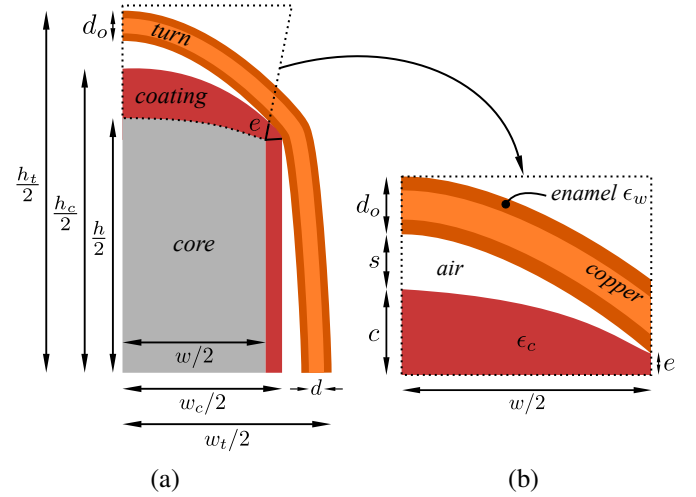 d_o
turn
coating
e
h_t/2
h_c/2
h/2
core
w/2
w_c/2
d
w_t/2
(a)
enamel ϵ_w
d_o
s
air
copper
c
ϵ_c
e
w/2
(b)